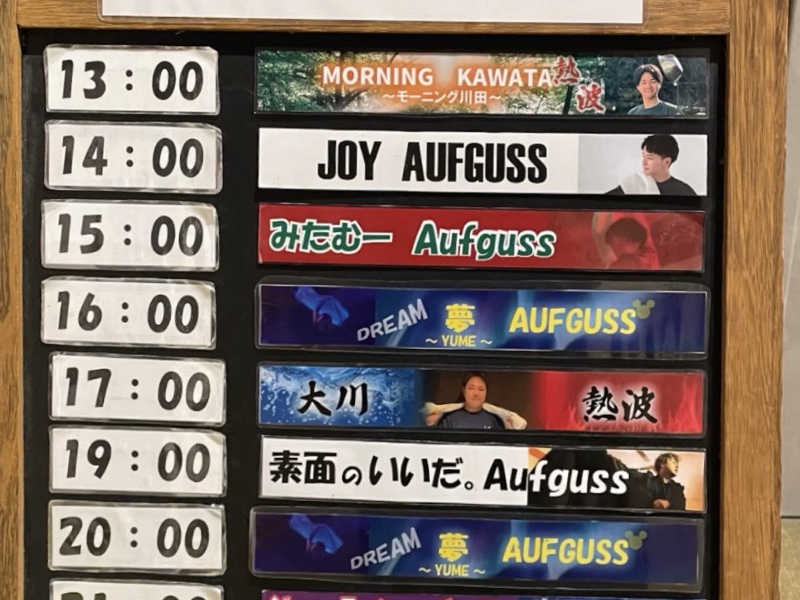 13：00
MORNING KAWATA 熱波
～モーニング川田～
14：00
JOY AUFGUSS
15：00
みたむー Aufguss
16：00
DREAM 夢 AUFGUSS
～YUME～
17：00
大川 熱波
19：00
素面のいいだ。Aufguss
20：00
DREAM 夢 AUFGUSS
～YUME～